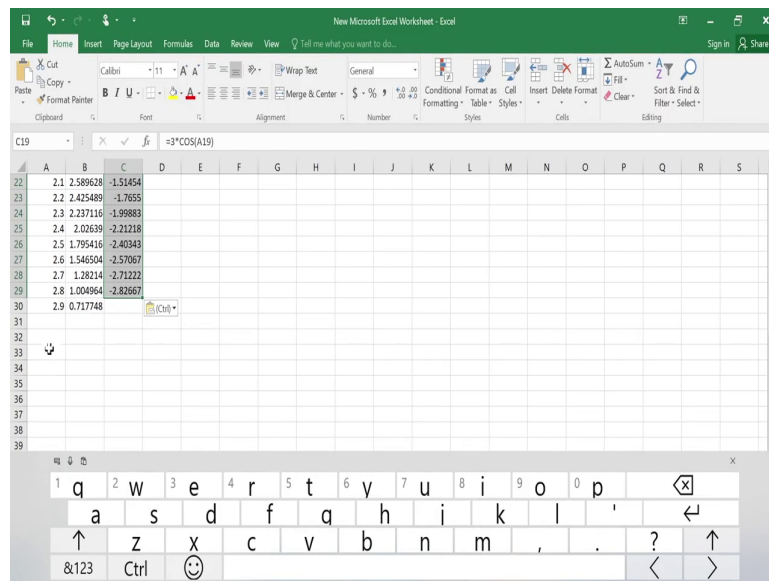 New Microsoft Excel Worksheet - Excel
File Home Insert Page Layout Formulas Data Review View Tell me what you want to do... Sign in Share
Paste
Cut
Copy
Format Painter
Clipboard
Calibri 11 A A
B I U A
Font
Wrap Text
Merge & Center
Alignment
General
$ - % , .0 .00 .00 .0
Number
Conditional Formatting
Format as Table
Cell Styles
Styles
Insert Delete Format
Cells
AutoSum
Fill
Clear
Sort & Filter
Find & Select
Editing
C19 fx =3*COS(A19)
A B C D E F G H I J K L M N O P Q R S
22 2.1 2.589628 -1.51454
23 2.2 2.425489 -1.7655
24 2.3 2.237116 -1.99883
25 2.4 2.02639 -2.21218
26 2.5 1.795416 -2.40343
27 2.6 1.546504 -2.57067
28 2.7 1.28214 -2.71222
29 2.8 1.004964 -2.82667
30 2.9 0.717748 (Ctrl)
31
32
33
34
35
36
37
38
39
1 q 2 w 3 e 4 r 5 t 6 y 7 u 8 i 9 o 0 p
a s d f g h j k l '
z x c v b n m , . ?
&123 Ctrl